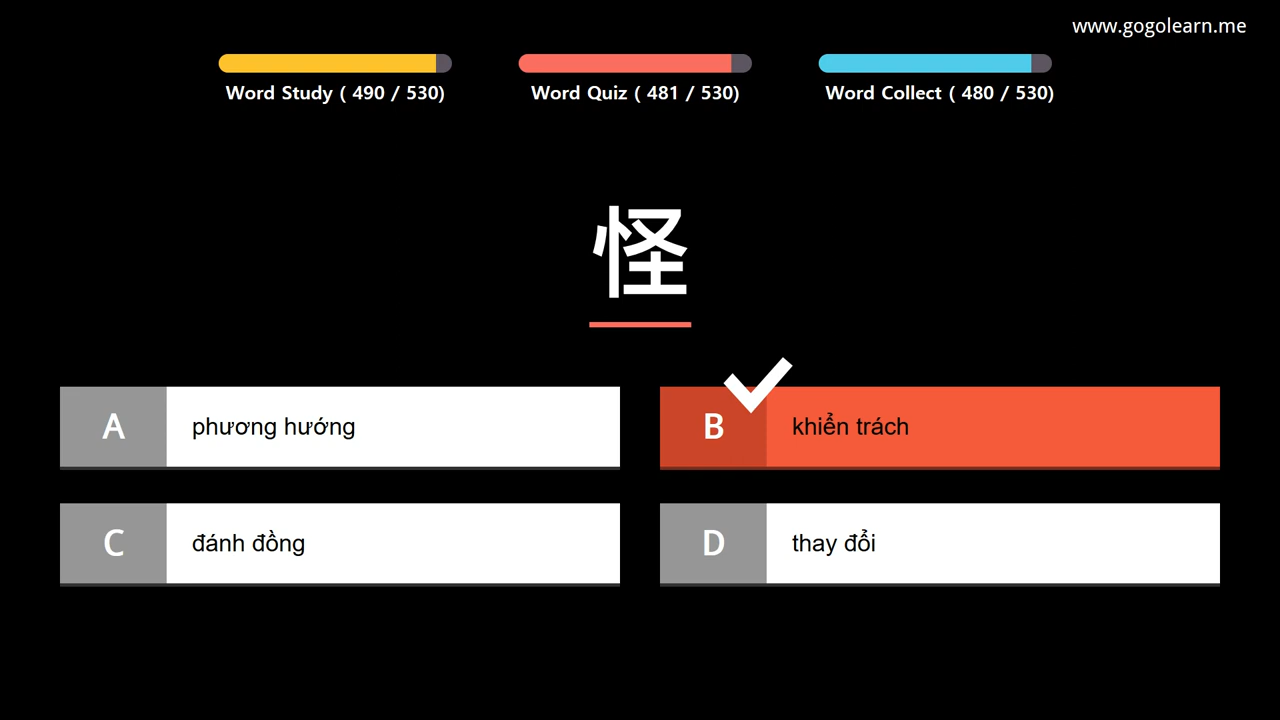 www.gogolearn.me
Word Study ( 490 / 530)
Word Quiz ( 481 / 530)
Word Collect ( 480 / 530)
怪
A phương hướng
B khiển trách
C đánh đồng
D thay đổi